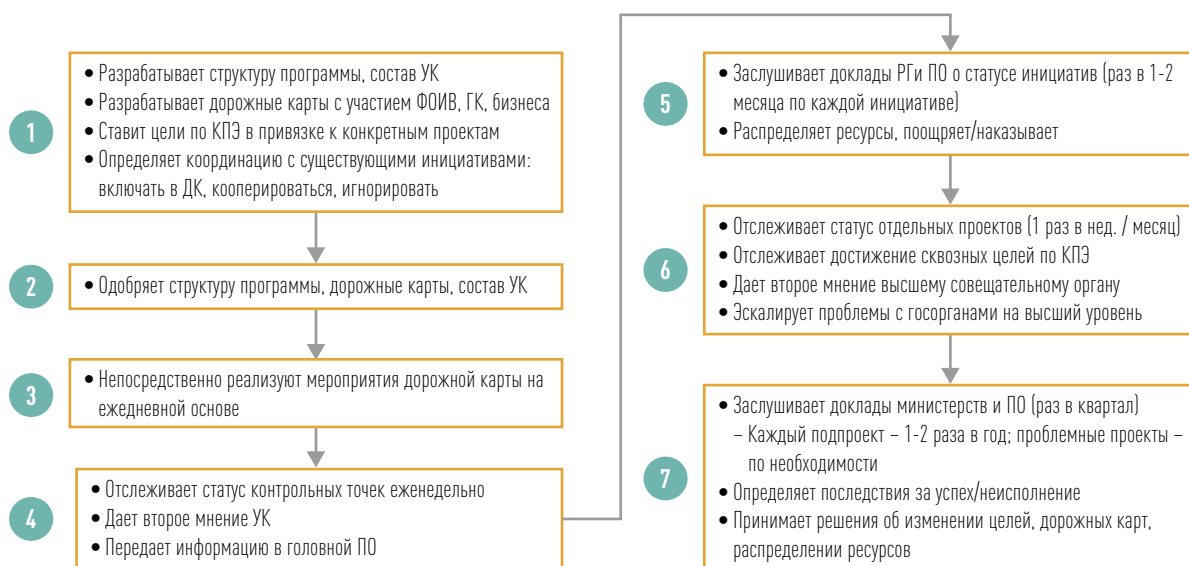 1
• Разрабатывает структуру программы, состав УК
• Разрабатывает дорожные карты с участием ФОИВ, ГК, бизнеса
• Ставит цели по КПЭ в привязке к конкретным проектам
• Определяет координацию с существующими инициативами:
включать в ДК, кооперироваться, игнорировать
2
• Одобряет структуру программы, дорожные карты, состав УК
3
• Непосредственно реализуют мероприятия дорожной карты на
ежедневной основе
4
• Отслеживает статус контрольных точек еженедельно
• Дает второе мнение УК
• Передает информацию в головной ПО
5
• Заслушивает доклады РГи ПО о статусе инициатив (раз в 1-2
месяца по каждой инициативе)
• Распределяет ресурсы, поощряет/наказывает
6
• Отслеживает статус отдельных проектов (1 раз в нед. / месяц)
• Отслеживает достижение сквозных целей по КПЭ
• Дает второе мнение высшему совещательному органу
• Эскалирует проблемы с госорганами на высший уровень
7
• Заслушивает доклады министерств и ПО (раз в квартал)
– Каждый подпроект – 1-2 раза в год; проблемные проекты –
по необходимости
• Определяет последствия за успех/неисполнение
• Принимает решения об изменении целей, дорожных карт,
распределении ресурсов